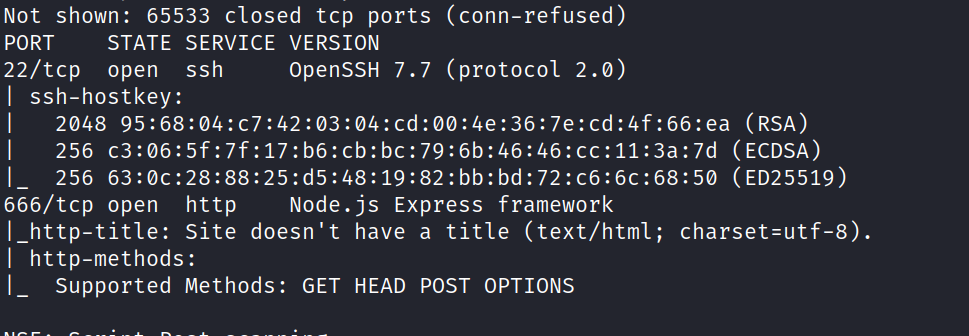 Not shown: 65533 closed tcp ports (conn-refused)
PORT    STATE SERVICE VERSION
22/tcp  open  ssh     OpenSSH 7.7 (protocol 2.0)
| ssh-hostkey:
|   2048 95:68:04:c7:42:03:04:cd:00:4e:36:7e:cd:4f:66:ea (RSA)
|   256 c3:06:5f:7f:17:b6:cb:bc:79:6b:46:46:cc:11:3a:7d (ECDSA)
|_  256 63:0c:28:88:25:d5:48:19:82:bb:bd:72:c6:6c:68:50 (ED25519)
666/tcp open  http    Node.js Express framework
|_http-title: Site doesn't have a title (text/html; charset=utf-8).
| http-methods:
|_  Supported Methods: GET HEAD POST OPTIONS
NSE: Script Post-scanning.